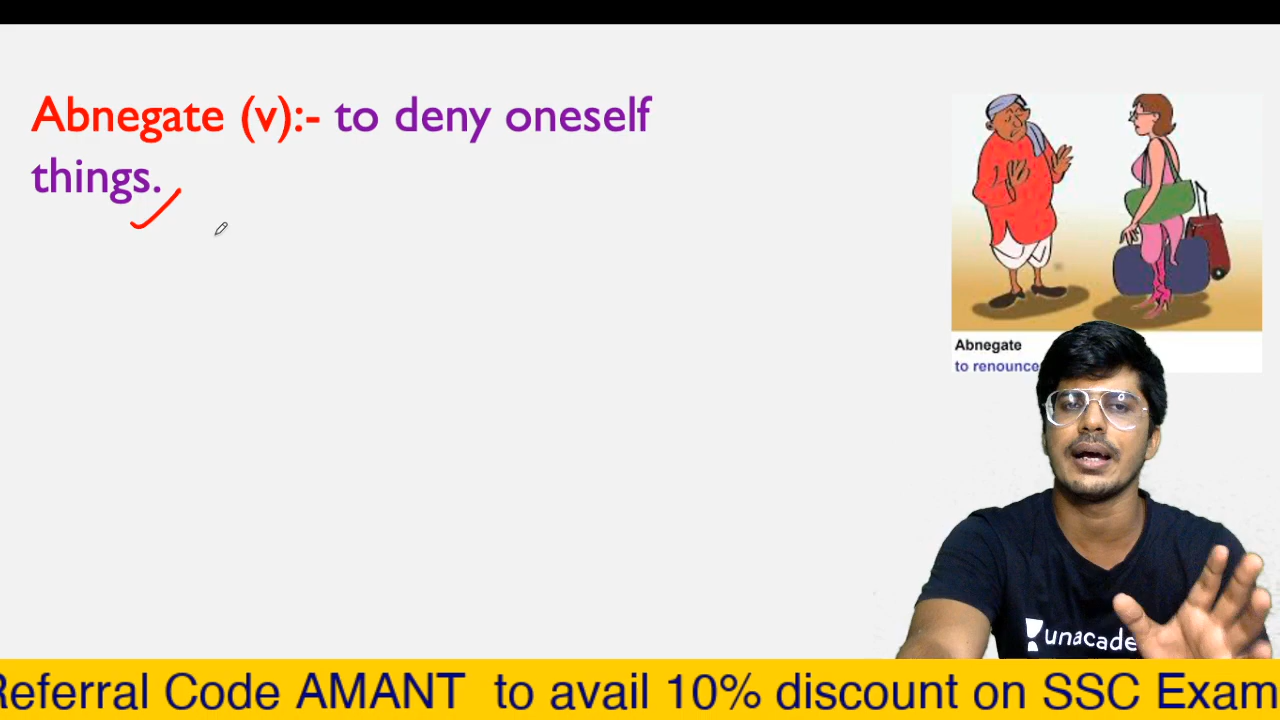 Abnegate (v):- to deny oneself
things.
Abnegate
to renounce
unacade
Referral Code AMANT to avail 10% discount on SSC Exam